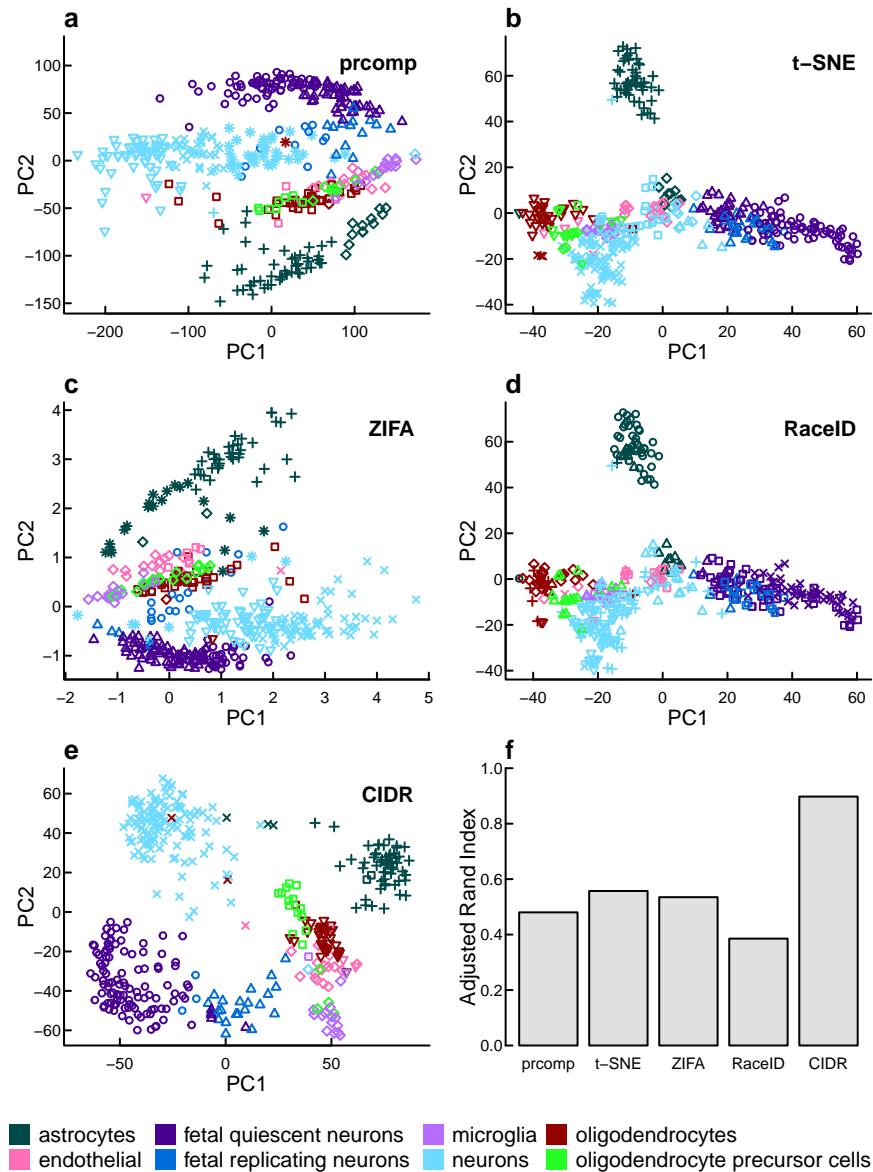 a
prcomp
PC2
100
50
0
−50
−100
−150
−200
−100
0
100
PC1
b
t−SNE
PC2
60
40
20
0
−20
−40
−40
−20
0
20
40
60
PC1
c
ZIFA
PC2
4
3
2
1
0
−1
−2
−1
0
1
2
3
4
5
PC1
d
RaceID
PC2
60
40
20
0
−20
−40
−40
−20
0
20
40
60
PC1
e
CIDR
PC2
60
40
20
0
−20
−40
−60
−50
0
50
PC1
f
Adjusted Rand Index
1.0
0.8
0.6
0.4
0.2
0.0
prcomp t−SNE ZIFA RaceID CIDR
astrocytes fetal quiescent neurons microglia oligodendrocytes
endothelial fetal replicating neurons neurons oligodendrocyte precursor cells